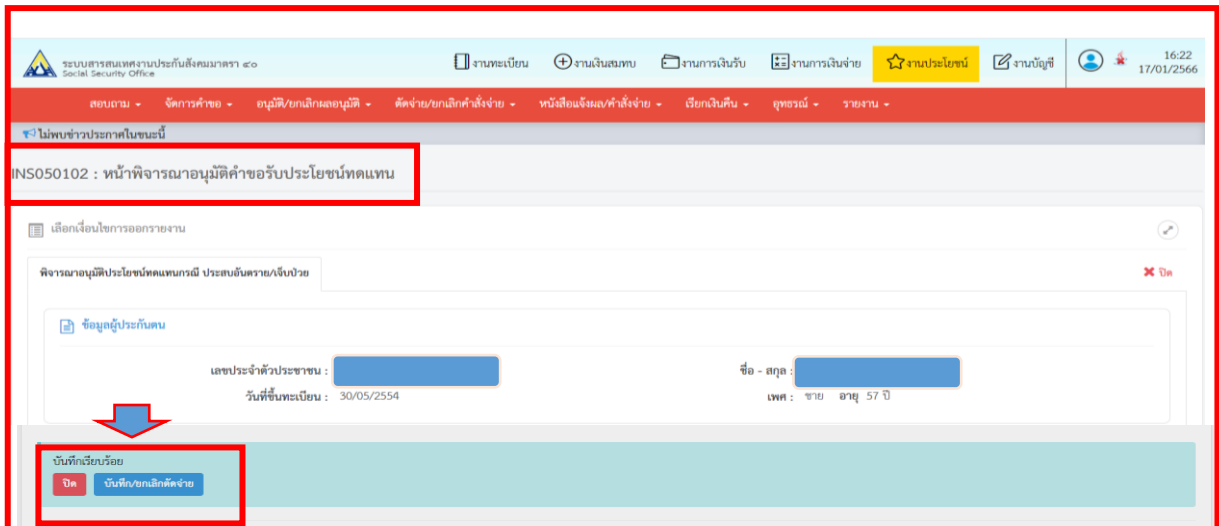 ระบบสารสนเทศงานประกันสังคมมาตรา ๔๐
Social Security Office
งานทะเบียน งานเงินสมทบ งานการเงินรับ งานการเงินจ่าย งานประโยชน์ งานบัญชี
16:22
17/01/2566
สอบถาม จัดการคำขอ อนุมัติ/ยกเลิกผลอนุมัติ ตัดจ่าย/ยกเลิกคำสั่งจ่าย หนังสือแจ้งผล/คำสั่งจ่าย เรียกเงินคืน อุทธรณ์ รายงาน
ไม่พบข่าวประกาศในขณะนี้
INS050102 : หน้าพิจารณาอนุมัติคำขอรับประโยชน์ทดแทน
เลือกเงื่อนไขการออกรายงาน
พิจารณาอนุมัติประโยชน์ทดแทนกรณี ประสบอันตราย/เจ็บป่วย ปิด
ข้อมูลผู้ประกันตน
เลขประจำตัวประชาชน : ชื่อ - สกุล :
วันที่ขึ้นทะเบียน : 30/05/2554 เพศ : ชาย อายุ 57 ปี
บันทึกเรียบร้อย
ปิด บันทึก/ยกเลิกตัดจ่าย